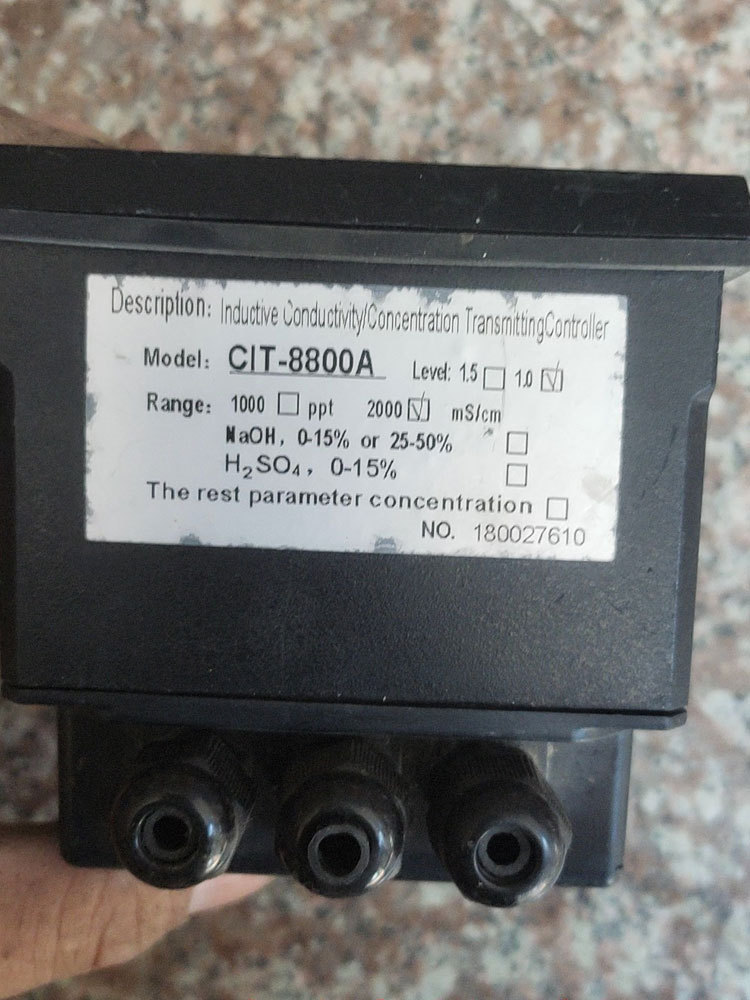 Description: Inductive Conductivity/Concentration TransmittingController
Model: CIT-8800A Level: 1.5 □ 1.0 ☑
Range: 1000 □ ppt 2000 ☑ mS/cm
NaOH, 0-15% or 25-50% □
H₂SO₄, 0-15% □
The rest parameter concentration □
NO. 180027610